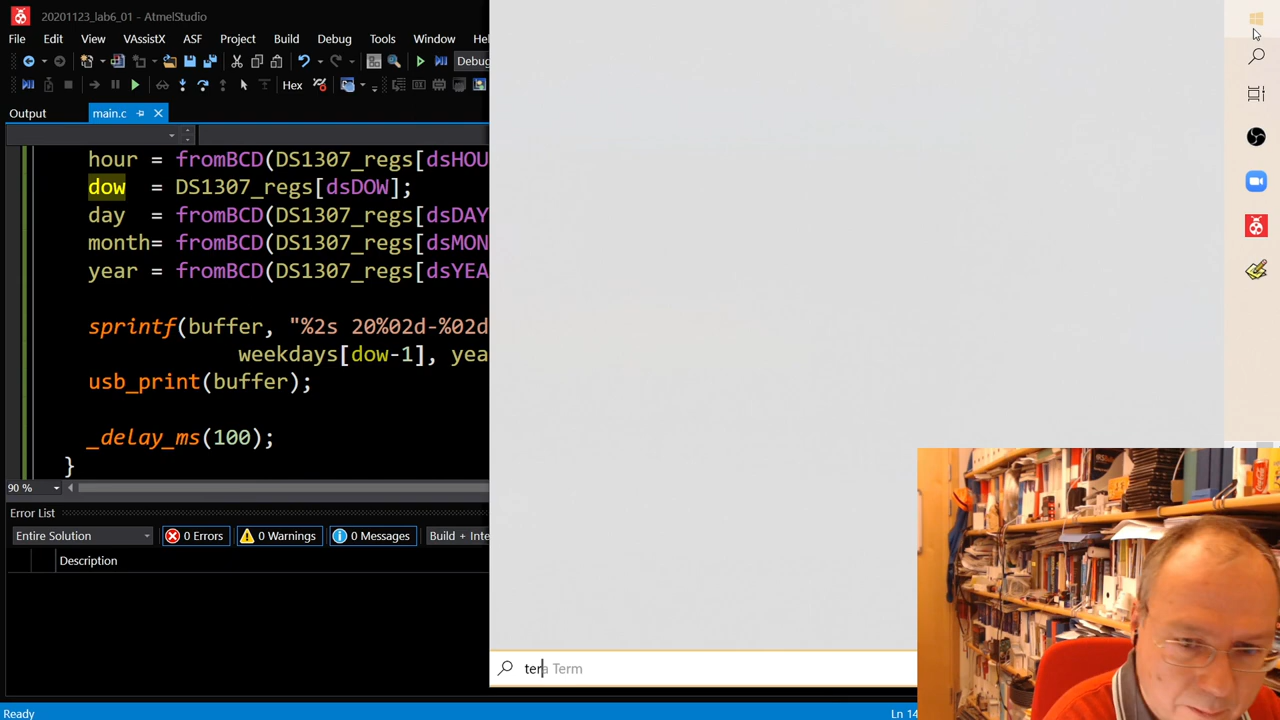 20201123_lab6_01 - AtmelStudio
File Edit View VAssistX ASF Project Build Debug Tools Window Hel
Debug
Hex
Output main.c
hour = fromBCD(DS1307_regs[dsHOU
dow = DS1307_regs[dsDOW];
day = fromBCD(DS1307_regs[dsDAY
month= fromBCD(DS1307_regs[dsMON
year = fromBCD(DS1307_regs[dsYEA
sprintf(buffer, "%2s 20%02d-%02d
weekdays[dow-1], yea
usb_print(buffer);
_delay_ms(100);
}
90 %
Error List
Entire Solution 0 Errors 0 Warnings 0 Messages Build + Inte
Description
tera Term
Ready Ln 14